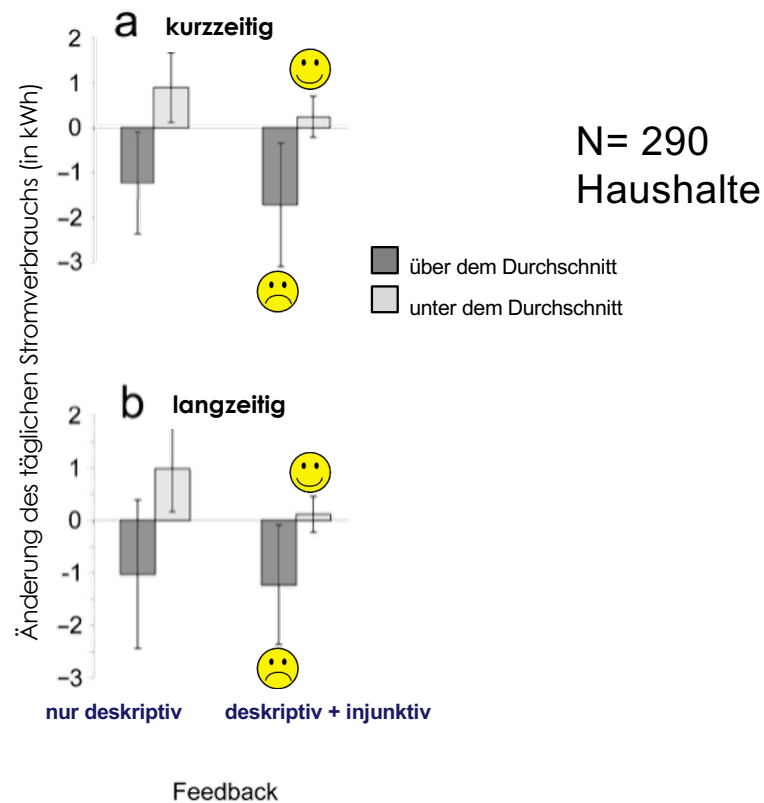 Änderung des täglichen Stromverbrauchs (in kWh)
a kurzzeitig
2
1
0
–1
–2
–3
N= 290
Haushalte
über dem Durchschnitt
unter dem Durchschnitt
b langzeitig
2
1
0
-1
–2
–3
nur deskriptiv deskriptiv + injunktiv
Feedback